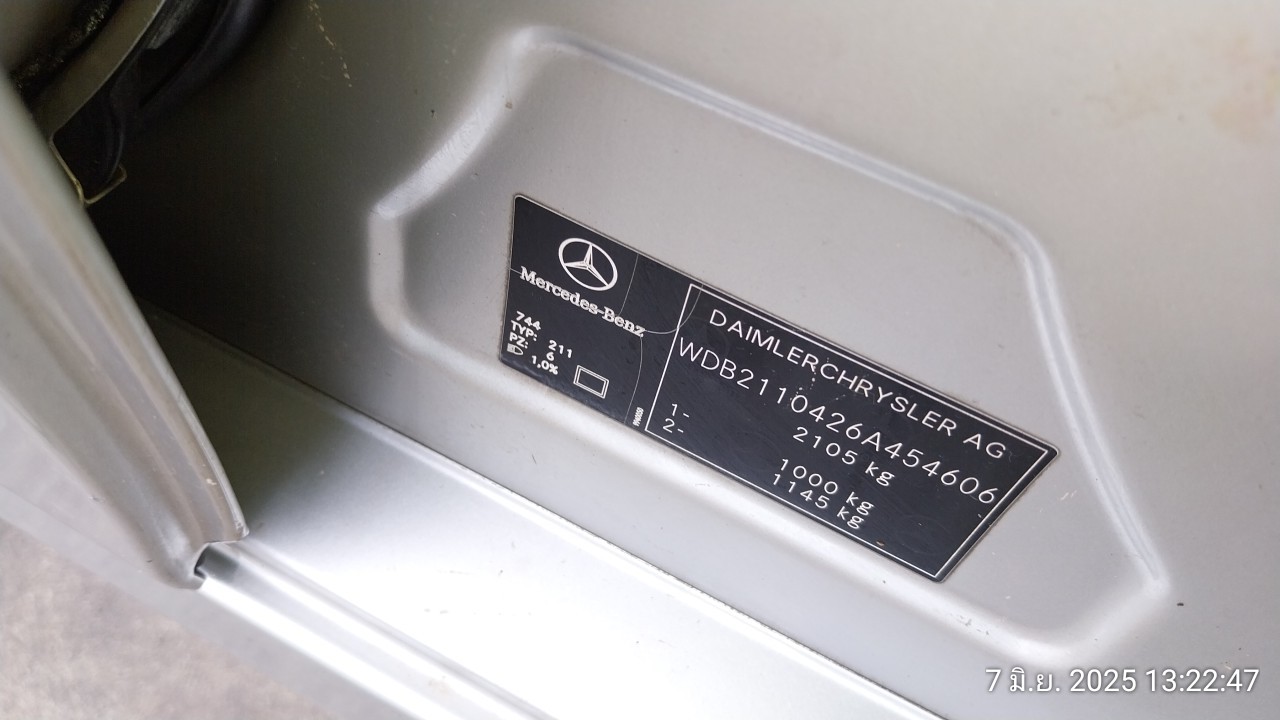 Mercedes-Benz
744
TYP: 211
PZ: 6
1,0%
DAIMLERCHRYSLER AG
WDB2110426A454606
2105 kg
1- 1000 kg
2- 1145 kg
7 มิ.ย. 2025 13:22:47